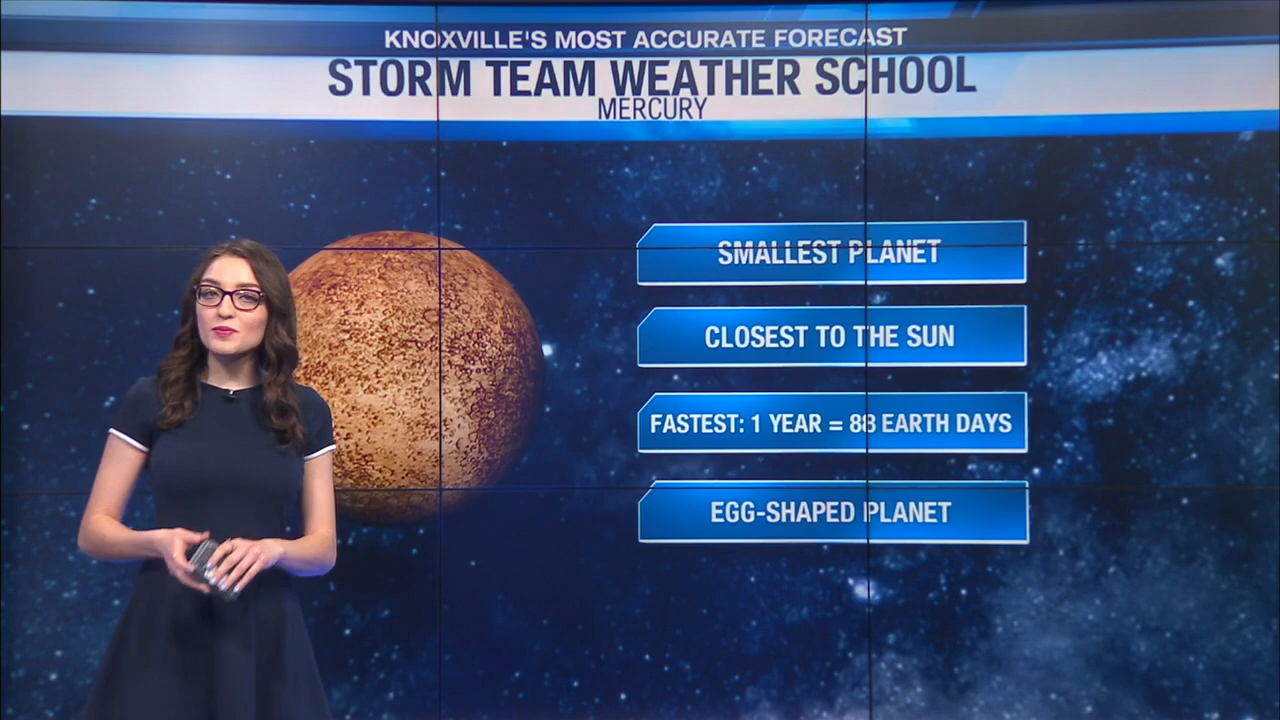 KNOXVILLE'S MOST ACCURATE FORECAST
STORM TEAM WEATHER SCHOOL
MERCURY
SMALLEST PLANET
CLOSEST TO THE SUN
FASTEST: 1 YEAR = 88 EARTH DAYS
EGG-SHAPED PLANET